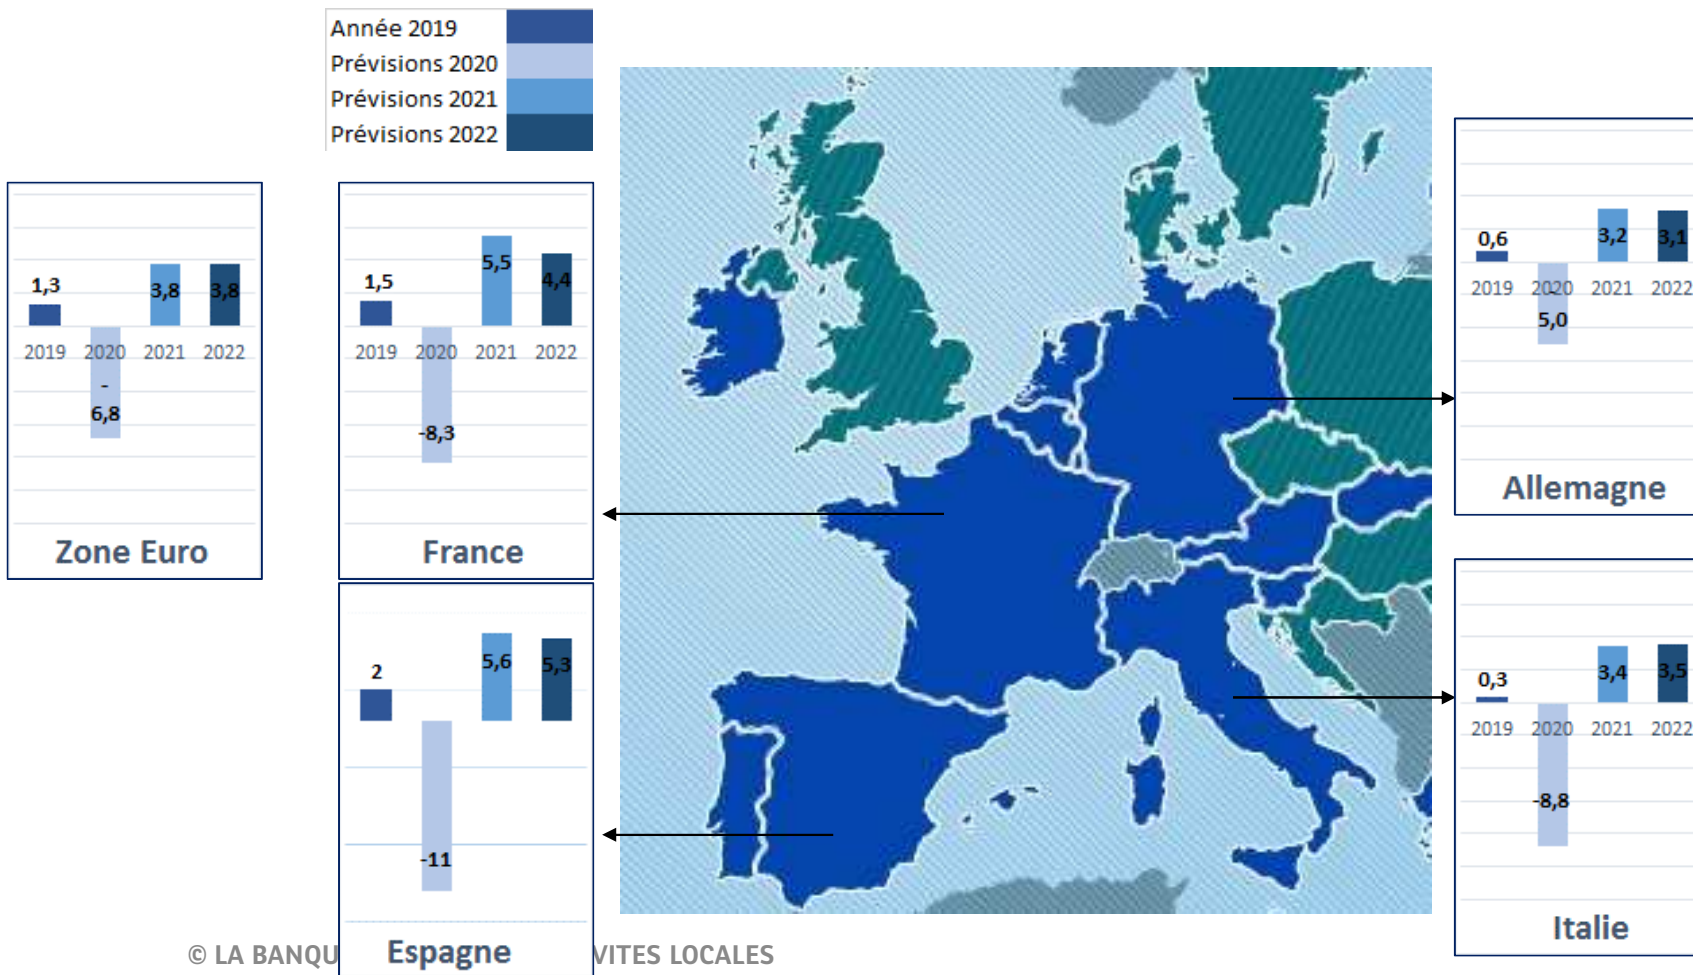 Année 2019
Prévisions 2020
Prévisions 2021
Prévisions 2022
1,3
3,8
3,8
2019 2020 2021 2022
-
6,8
Zone Euro
1,5
5,5
4,4
2019 2020 2021 2022
-8,3
France
2
5,6
5,3
-11
Espagne
0,6
3,2
3,1
2019 2020 2021 2022
-
5,0
Allemagne
0,3
3,4
3,5
2019 2020 2021 2022
-8,8
Italie
© LA BANQU
VITES LOCALES